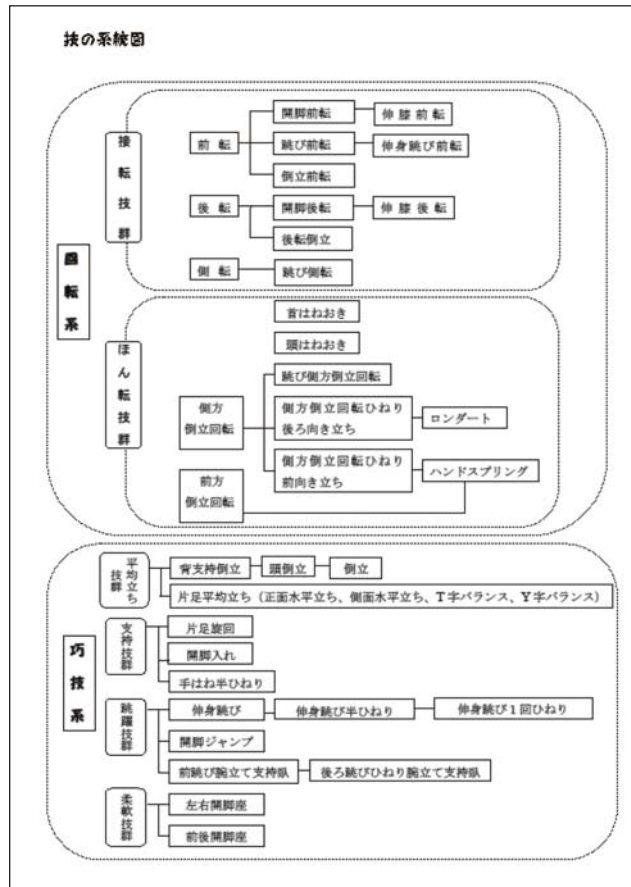 技の系統図
回転系
接転技群
前転
開脚前転
伸膝前転
跳び前転
伸身跳び前転
倒立前転
後転
開脚後転
伸膝後転
後転倒立
側転
跳び側転
ほん転技群
首はねおき
頭はねおき
跳び側方倒立回転
側方
倒立回転
側方倒立回転ひねり
後ろ向き立ち
ロンダート
側方倒立回転ひねり
前向き立ち
ハンドスプリング
前方
倒立回転
巧技系
平均立ち
技群
背支持倒立
頭倒立
倒立
片足平均立ち(正面水平立ち、側面水平立ち、T字バランス、Y字バランス)
支持技群
片足旋回
開脚入れ
手はね半ひねり
跳躍技群
伸身跳び
伸身跳び半ひねり
伸身跳び1回ひねり
開脚ジャンプ
前跳び腕立て支持臥
後ろ跳びひねり腕立て支持臥
柔軟技群
左右開脚座
前後開脚座